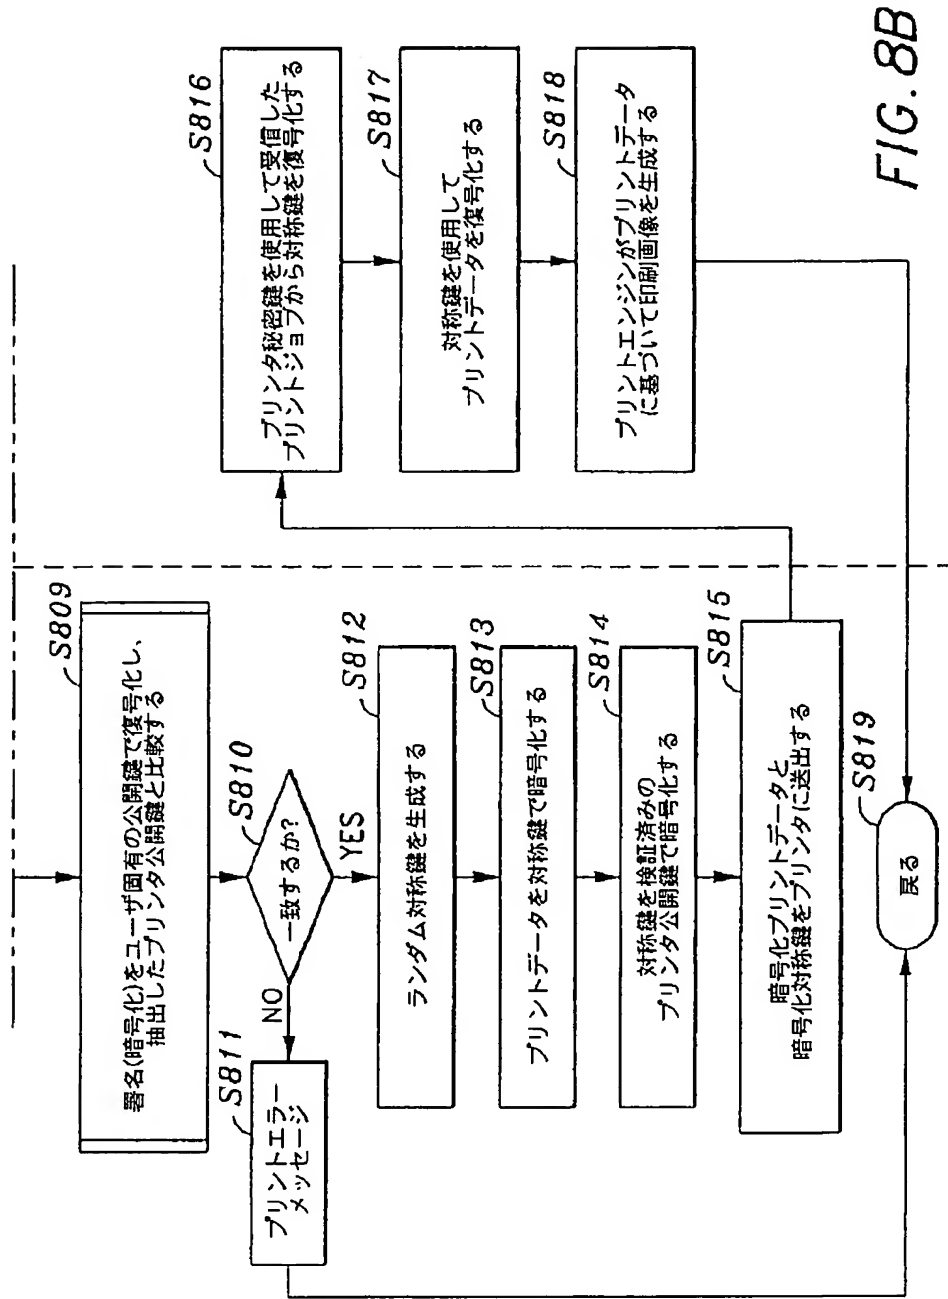 S809
署名(暗号化)をユーザ固有の公開鍵で復号化し、
抽出したプリンタ公開鍵と比較する
S810
一致するか?
NO
YES
S811
プリントエラー
メッセージ
S812
ランダム対称鍵を生成する
S813
プリントデータを対称鍵で暗号化する
S814
対称鍵を検証済みの
プリンタ公開鍵で暗号化する
S815
暗号化プリントデータと
暗号化対称鍵をプリンタに送出する
S816
プリンタ秘密鍵を使用して受信した
プリントジョブから対称鍵を復号化する
S817
対称鍵を使用して
プリントデータを復号化する
S818
プリントエンジンがプリントデータ
に基づいて印刷画像を生成する
S819
戻る
FIG. 8B